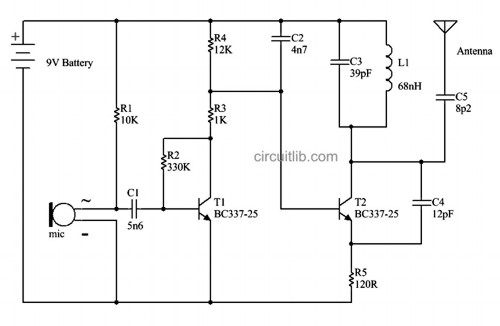 +
9V Battery
R4
12K
C2
4n7
C3
39pF
L1
68nH
Antenna
C5
8p2
R1
10K
R3
1K
R2
330K
circuitlib.com
C1
5n6
~
-
mic
T1
BC337-25
T2
BC337-25
C4
12pF
R5
120R